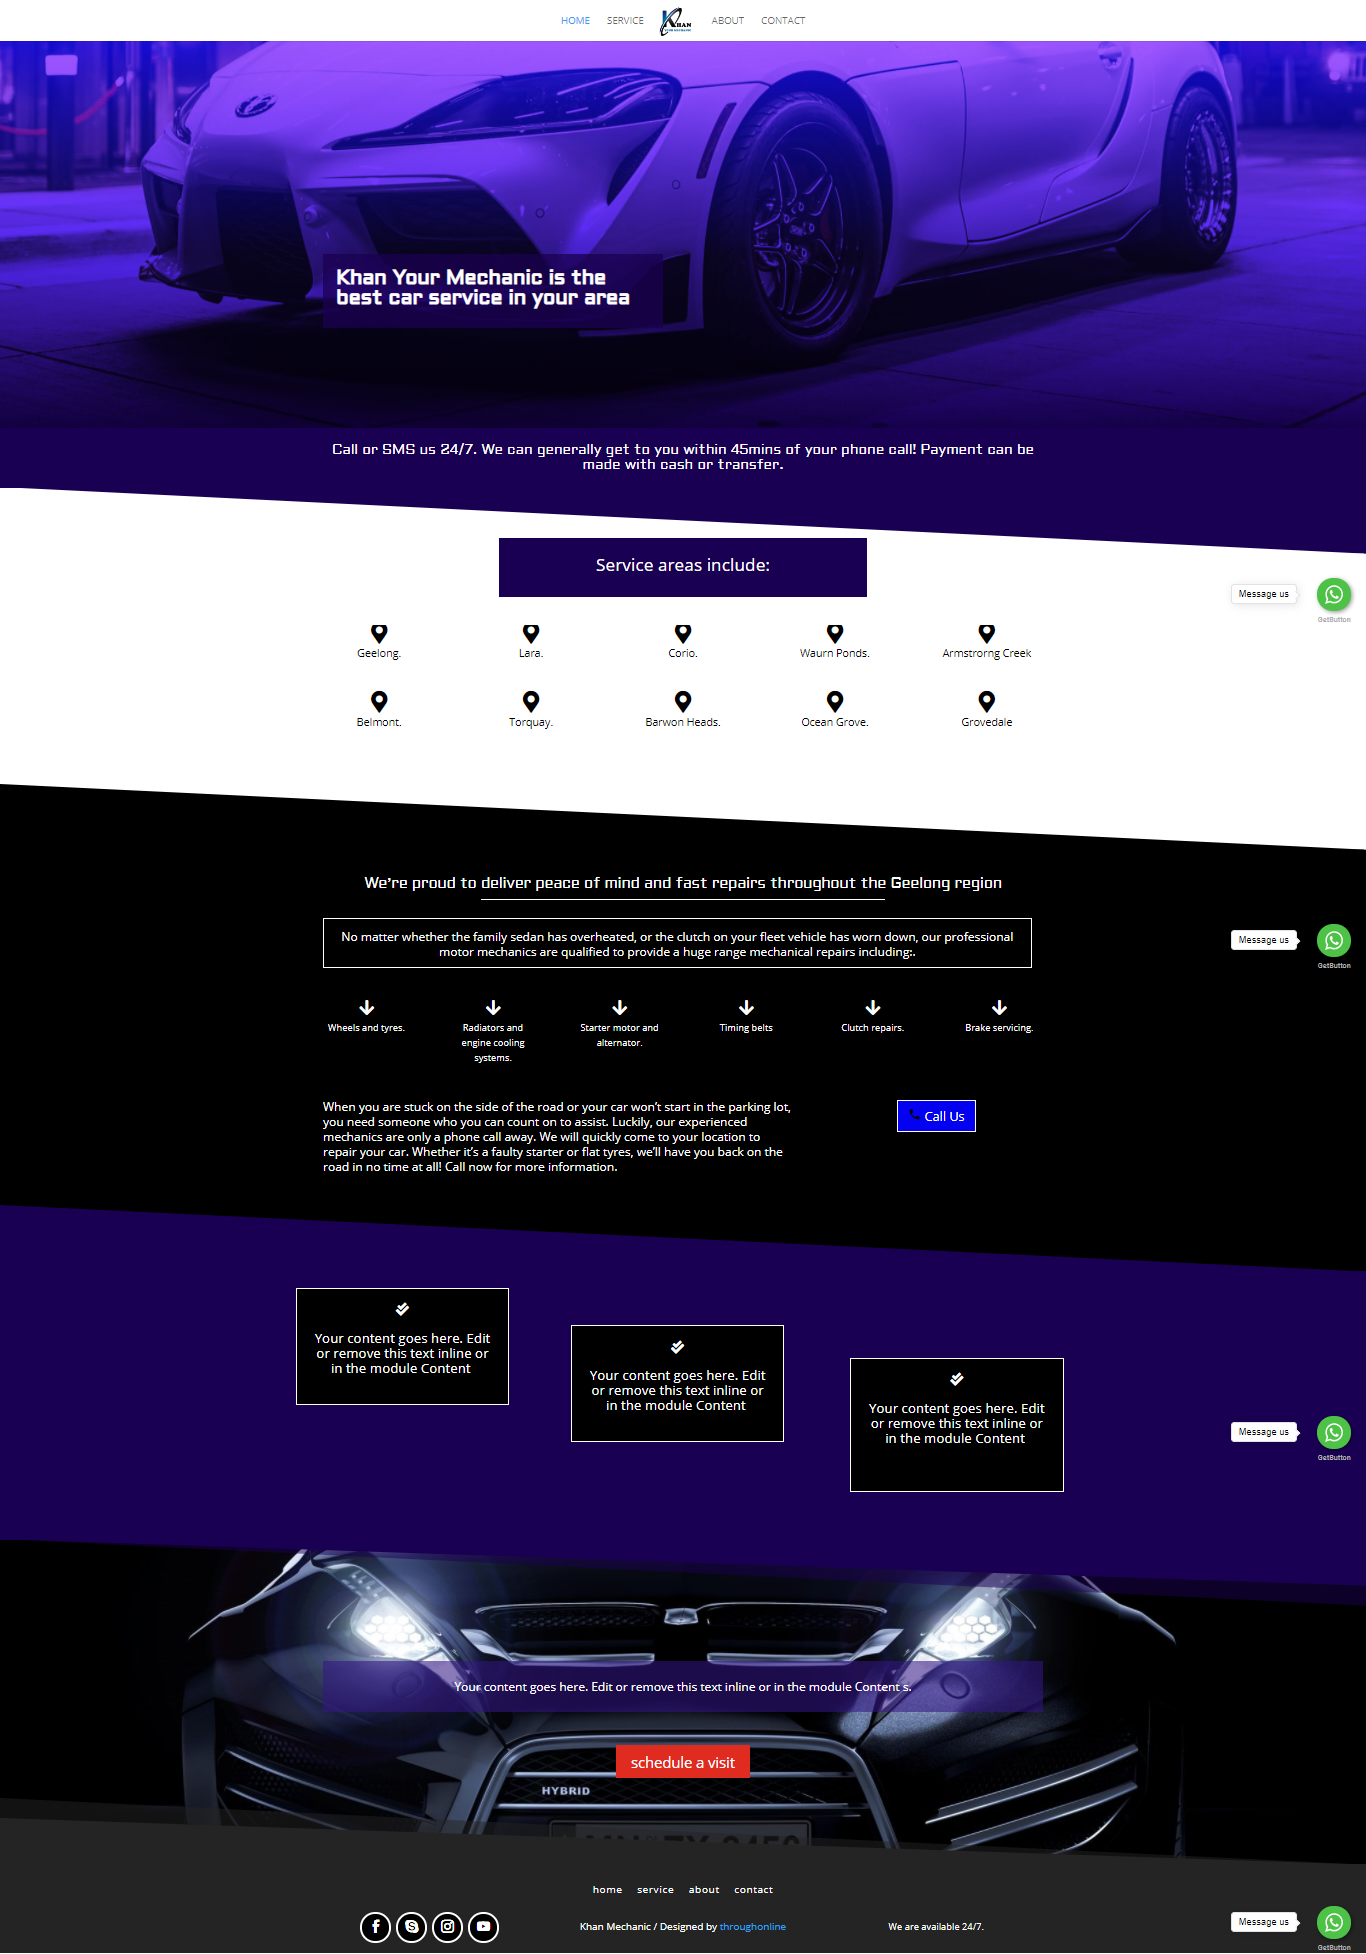 HOME SERVICE KHAN YOUR MECHANIC ABOUT CONTACT
Khan Your Mechanic is the
best car service in your area
Call or SMS us 24/7. We can generally get to you within 45mins of your phone call! Payment can be
made with cash or transfer.
Service areas include:
Message us
GetButton
Geelong. Lara. Corio. Waurn Ponds. Armstrorng Creek
Belmont. Torquay. Barwon Heads. Ocean Grove. Grovedale
We're proud to deliver peace of mind and fast repairs throughout the Geelong region
No matter whether the family sedan has overheated, or the clutch on your fleet vehicle has worn down, our professional
motor mechanics are qualified to provide a huge range mechanical repairs including:.
Message us
GetButton
Wheels and tyres.
Radiators and
engine cooling
systems.
Starter motor and
alternator.
Timing belts
Clutch repairs.
Brake servicing.
When you are stuck on the side of the road or your car won't start in the parking lot,
you need someone who you can count on to assist. Luckily, our experienced
mechanics are only a phone call away. We will quickly come to your location to
repair your car. Whether it's a faulty starter or flat tyres, we'll have you back on the
road in no time at all! Call now for more information.
Call Us
Your content goes here. Edit
or remove this text inline or
in the module Content
Your content goes here. Edit
or remove this text inline or
in the module Content
Your content goes here. Edit
or remove this text inline or
in the module Content
Message us
GetButton
Your content goes here. Edit or remove this text inline or in the module Content s.
schedule a visit
HYBRID
home service about contact
Khan Mechanic / Designed by throughonline
We are available 24/7.
Message us
GetButton